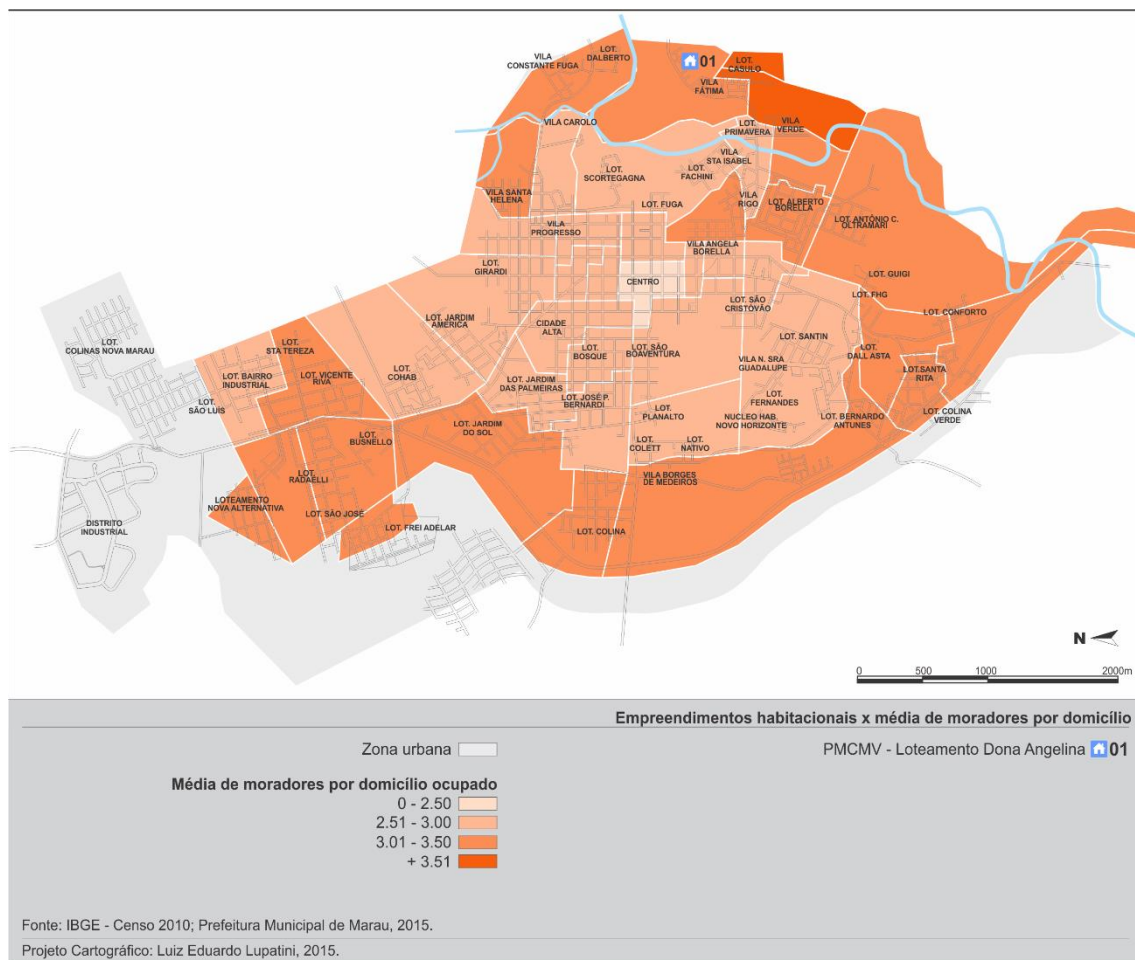 LOT.
DALBERTO
VILA
CONSTANTE FUGA
01
LOT.
CASULO
VILA
FÁTIMA
VILA CAROLO
LOT.
PRIMAVERA
VILA
VERDE
VILA
STA ISABEL
LOT.
SCORTEGAGNA
LOT.
FACHINI
VILA SANTA
HELENA
LOT. FUGA
VILA
RIGO
LOT. ALBERTO
BORELLA
LOT. ANTÔNIO C.
OLTRAMARI
VILA
PROGRESSO
VILA ANGELA
BORELLA
LOT.
GIRARDI
CENTRO
LOT. GUIGI
LOT. FHG
LOT. SÃO
CRISTÓVÃO
LOT. CONFORTO
LOT. JARDIM
AMÉRICA
CIDADE
ALTA
LOT. SANTIN
LOT.
COLINAS NOVA MARAU
LOT.
STA TEREZA
LOT.
BOSQUE
LOT. SÃO
BOAVENTURA
VILA N. SRA
GUADALUPE
LOT.
DALL ASTA
LOT.SANTA
RITA
LOT. BAIRRO
INDUSTRIAL
LOT. VICENTE
RIVA
LOT.
COHAB
LOT. JARDIM
DAS PALMEIRAS
LOT. JOSÉ P.
BERNARDI
LOT.
FERNANDES
LOT.
SÃO LUIS
LOT.
PLANALTO
NUCLEO HAB.
NOVO HORIZONTE
LOT. BERNARDO
ANTUNES
LOT. COLINA
VERDE
LOT. JARDIM
DO SOL
LOT.
BUSNELLO
LOT.
COLETT
LOT.
NATIVO
LOT.
RADAELLI
VILA BORGES
DE MEDEIROS
LOTEAMENTO
NOVA ALTERNATIVA
LOT. SÃO JOSÉ
LOT. FREI ADELAR
LOT. COLINA
DISTRITO
INDUSTRIAL
N
0 500 1000 2000m
Empreendimentos habitacionais x média de moradores por domicílio
Zona urbana
PMCMV - Loteamento Dona Angelina 01
Média de moradores por domicílio ocupado
0 - 2.50
2.51 - 3.00
3.01 - 3.50
+ 3.51
Fonte: IBGE - Censo 2010; Prefeitura Municipal de Marau, 2015.
Projeto Cartográfico: Luiz Eduardo Lupatini, 2015.